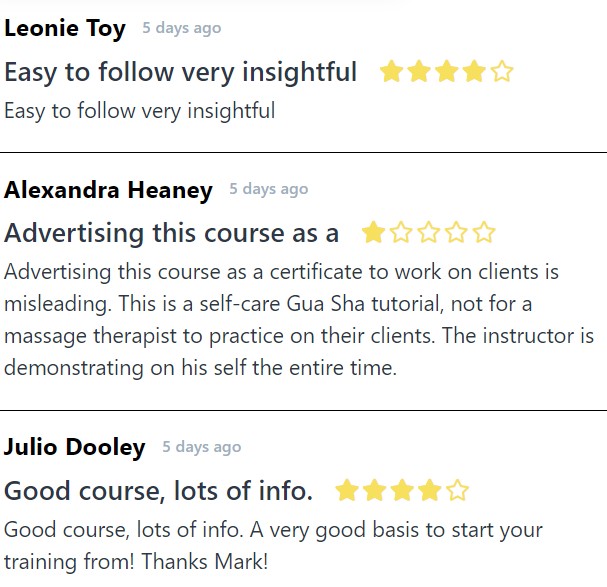 Leonie Toy 5 days ago
Easy to follow very insightful
Easy to follow very insightful
Alexandra Heaney 5 days ago
Advertising this course as a
Advertising this course as a certificate to work on clients is
misleading. This is a self-care Gua Sha tutorial, not for a
massage therapist to practice on their clients. The instructor is
demonstrating on his self the entire time.
Julio Dooley 5 days ago
Good course, lots of info.
Good course, lots of info. A very good basis to start your
training from! Thanks Mark!